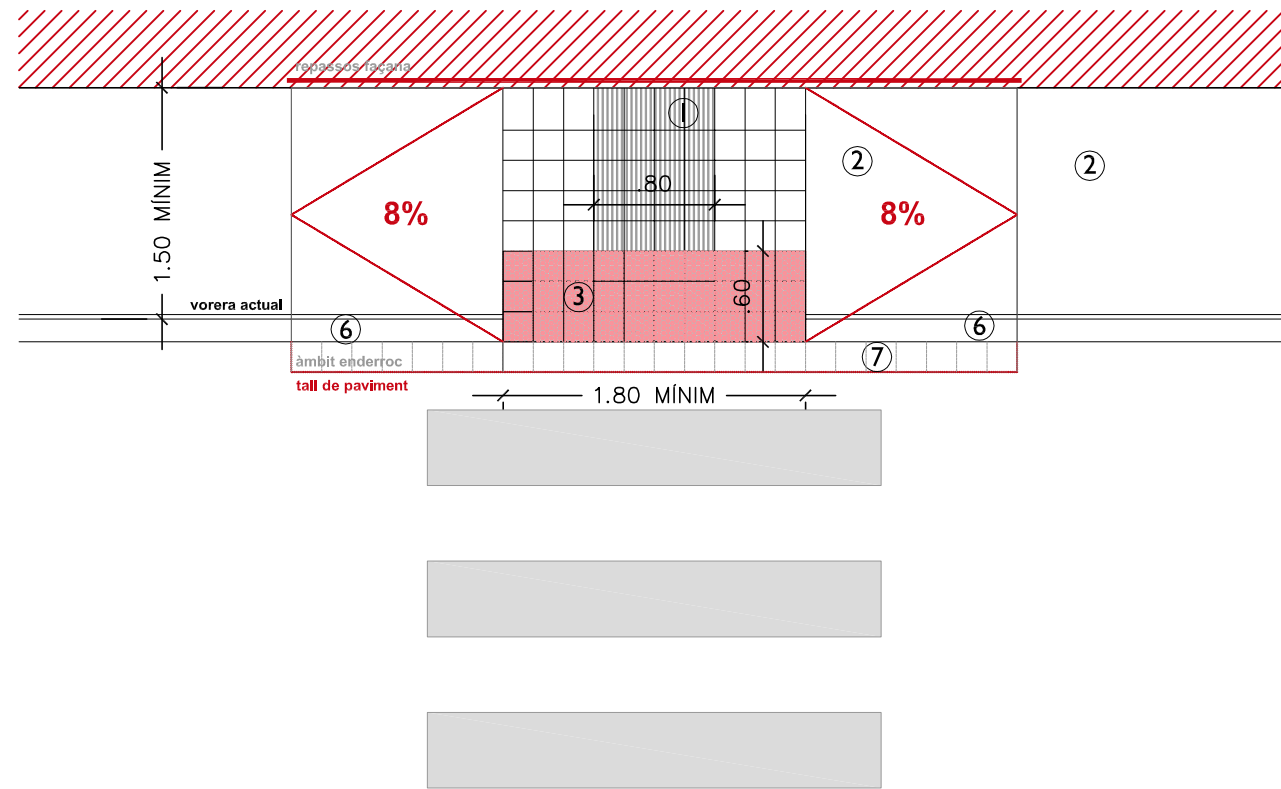 repassos façana
1
2
2
.80
8%
8%
1.50 MÍNIM
3
.60
vorera actual
6
6
7
àmbit enderroc
tall de paviment
1.80 MÍNIM